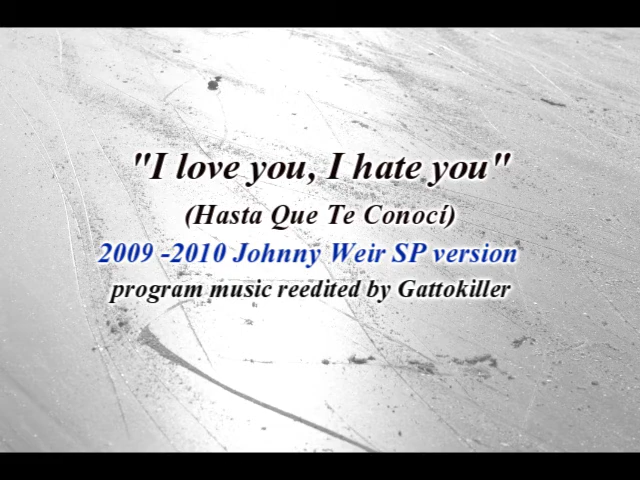 "I love you, I hate you"
(Hasta Que Te Conocí)
2009 -2010 Johnny Weir SP version
program music reedited by Gattokiller